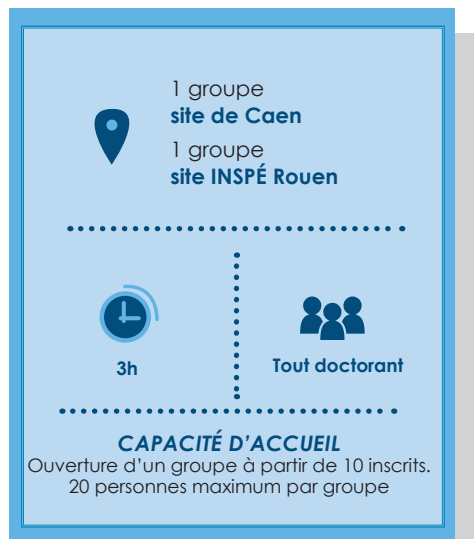 1 groupe
site de Caen
1 groupe
site INSPÉ Rouen
3h
Tout doctorant
CAPACITÉ D'ACCUEIL
Ouverture d'un groupe à partir de 10 inscrits.
20 personnes maximum par groupe